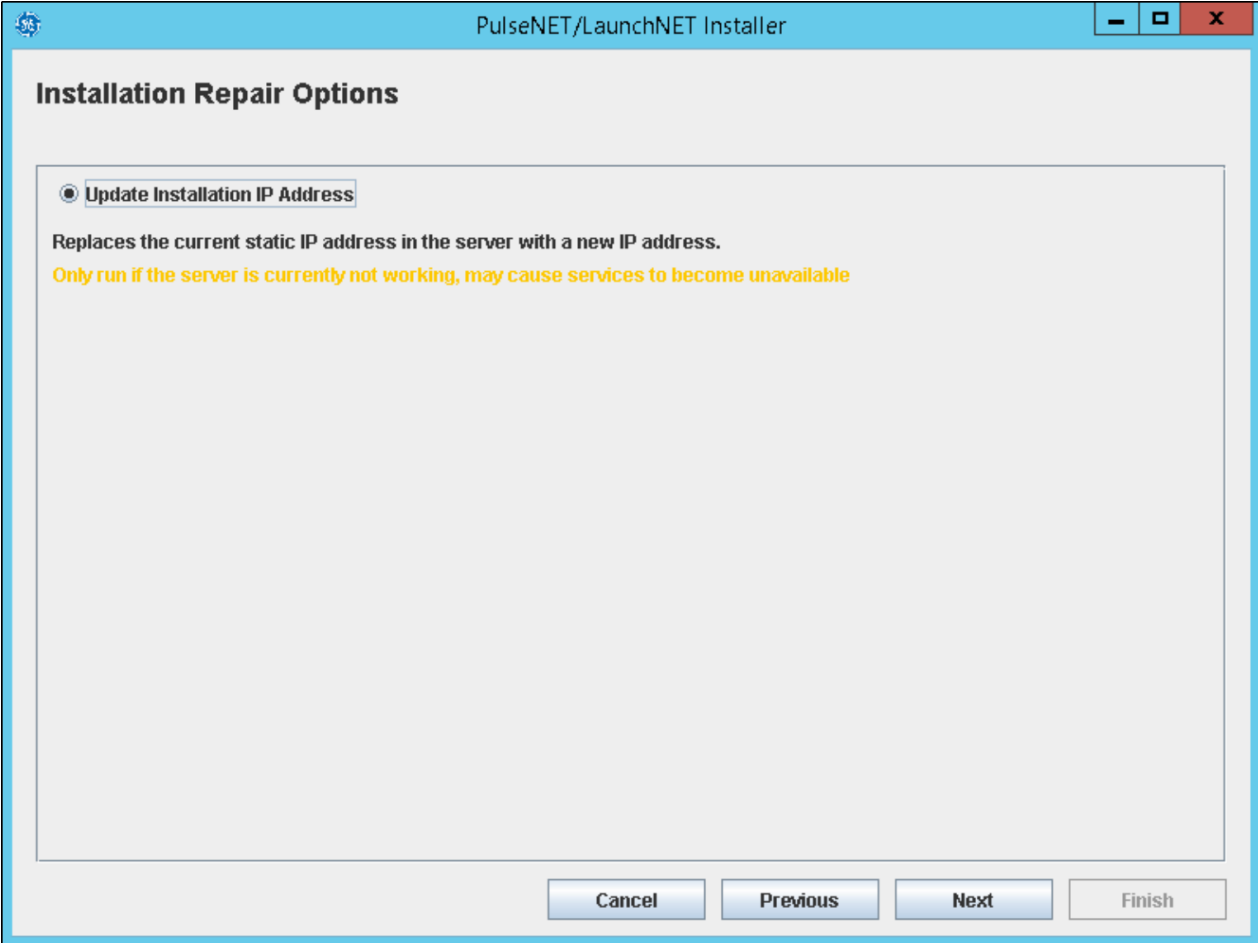 PulseNET/LaunchNET Installer
Installation Repair Options
Update Installation IP Address
Replaces the current static IP address in the server with a new IP address.
Only run if the server is currently not working, may cause services to become unavailable
Cancel Previous Next Finish